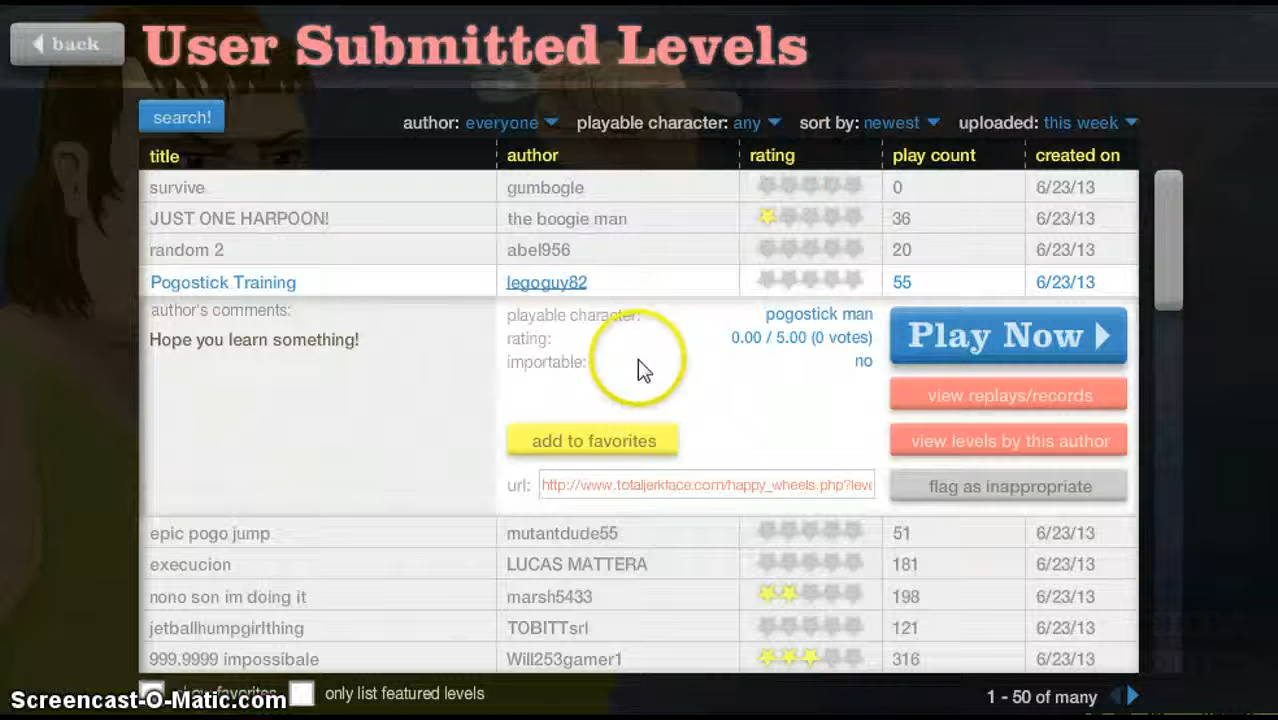 back
User Submitted Levels
search!
author: everyone playable character: any sort by: newest uploaded: this week
title author rating play count created on
survive gumbogle 0 6/23/13
JUST ONE HARPOON! the boogie man 36 6/23/13
random 2 abel956 20 6/23/13
Pogostick Training legoguy82 55 6/23/13
author's comments:
Hope you learn something!
playable character: pogostick man
rating: 0.00 / 5.00 (0 votes)
importable: no
Play Now
view replays/records
add to favorites
view levels by this author
url: http://www.totaljerkface.com/happy_wheels.php?leve
flag as inappropriate
epic pogo jump mutantdude55 51 6/23/13
execucion LUCAS MATTERA 181 6/23/13
nono son im doing it marsh5433 198 6/23/13
jetballhumpgirlthing TOBITTsrl 121 6/23/13
999.9999 impossibale Will253gamer1 316 6/23/13
favorites only list featured levels 1 - 50 of many
Screencast-O-Matic.com